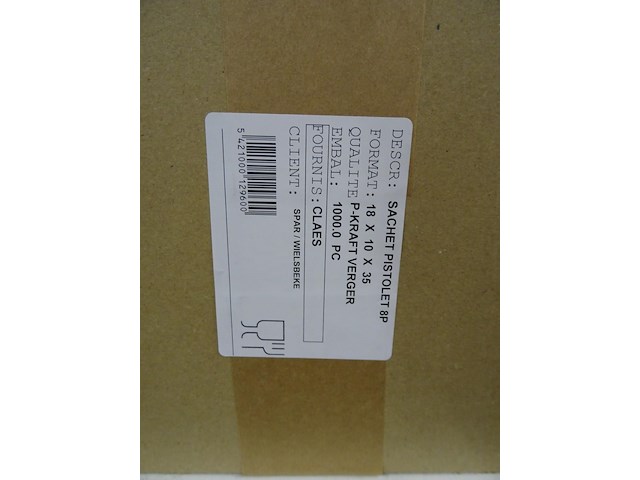 DESCR: SACHET PISTOLET 8P
FORMAT: 18 X 10 X 35
QUALITE P-KRAFT VERGER
EMBAL: 1000.0 PC
FOURNIS: CLAES
CLIENT: SPAR / WIELSBEKE
5 421000 129600